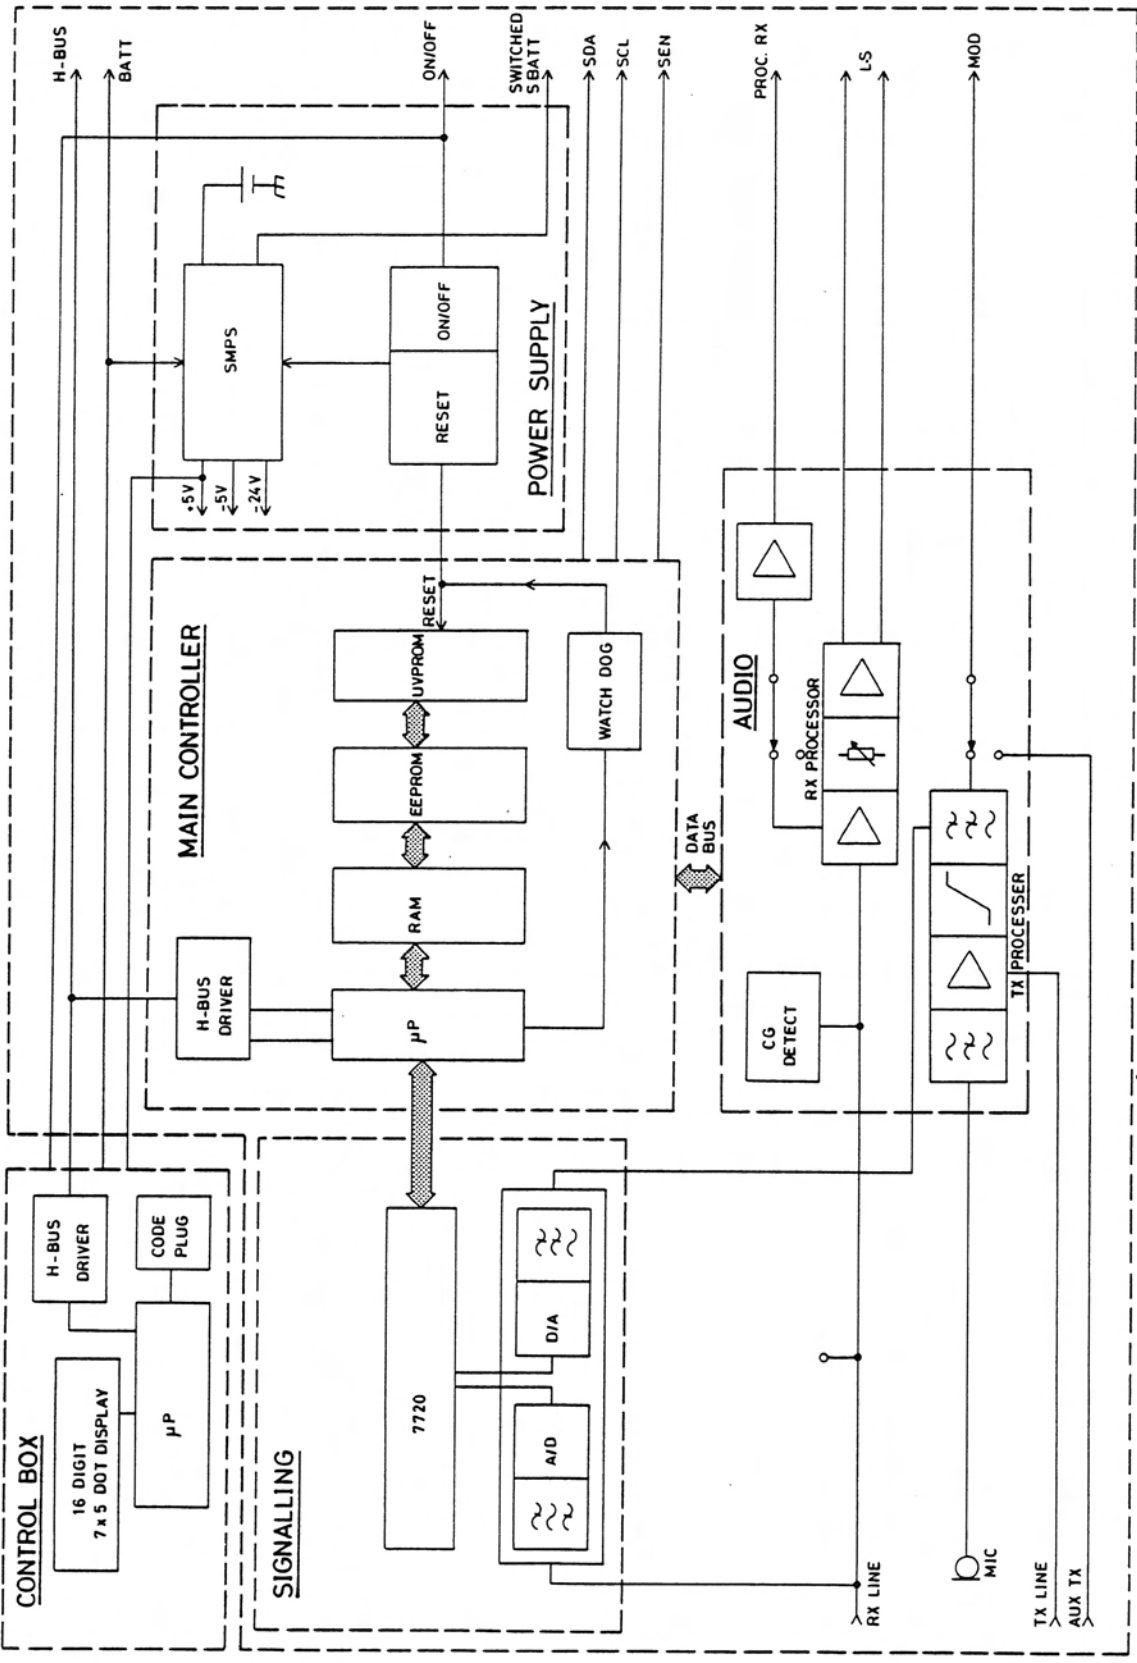 CONTROL BOX
16 DIGIT
7 x 5 DOT DISPLAY
µP
H-BUS
DRIVER
CODE
PLUG
SIGNALLING
7720
A/D
D/A
RX LINE
MIC
TX LINE
AUX TX
MAIN CONTROLLER
H-BUS
DRIVER
µP
RAM
EEPROM
UVPROM
RESET
WATCH DOG
DATA
BUS
POWER SUPPLY
SMPS
+5V
-5V
-24V
RESET
ON/OFF
AUDIO
CG
DETECT
RX PROCESSOR
TX PROCESSER
H-BUS
BATT
ON/OFF
SWITCHED
SBATT
SDA
SCL
SEN
PROC. RX
LS
MOD